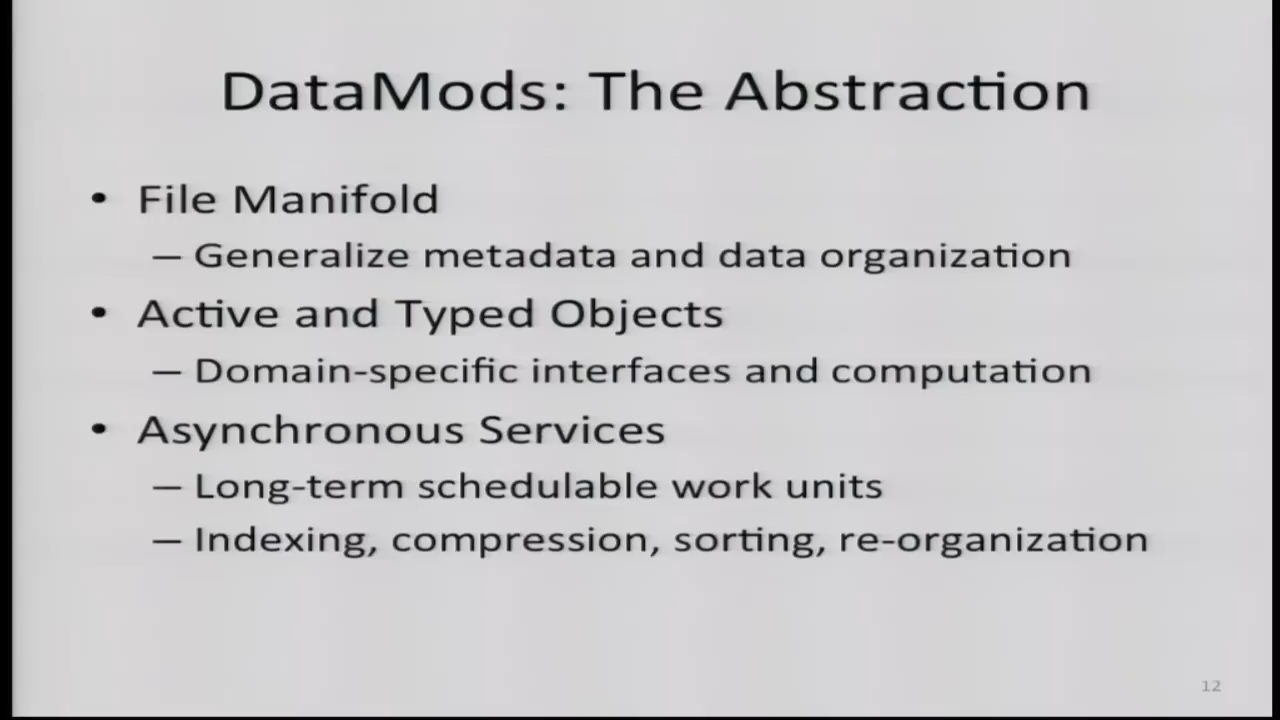 DataMods: The Abstraction
• File Manifold
— Generalize metadata and data organization
• Active and Typed Objects
— Domain-specific interfaces and computation
• Asynchronous Services
— Long-term schedulable work units
— Indexing, compression, sorting, re-organization
12